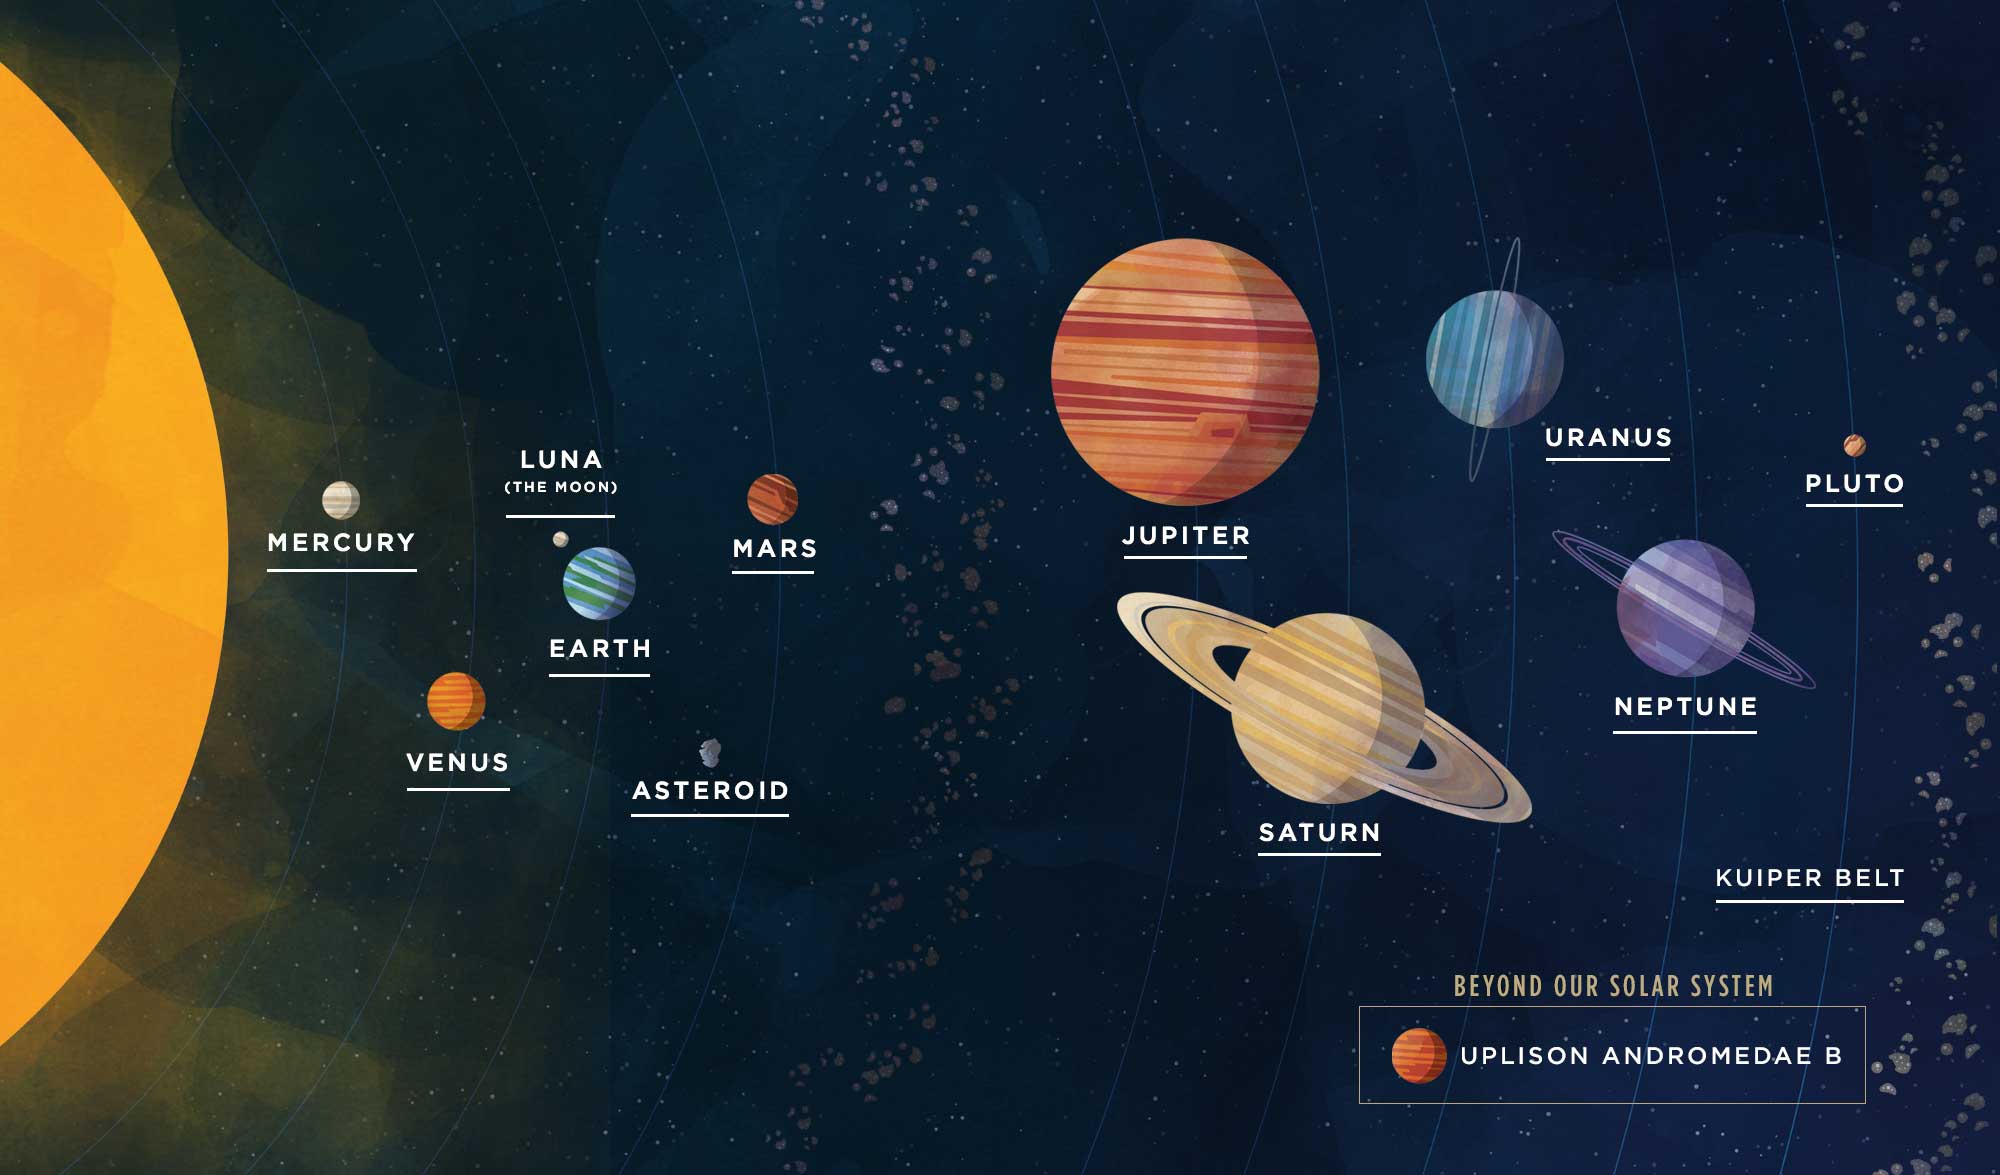 LUNA
(THE MOON)
MERCURY
EARTH
VENUS
MARS
ASTEROID
JUPITER
SATURN
URANUS
NEPTUNE
PLUTO
KUIPER BELT
BEYOND OUR SOLAR SYSTEM
UPLISON ANDROMEDAE B